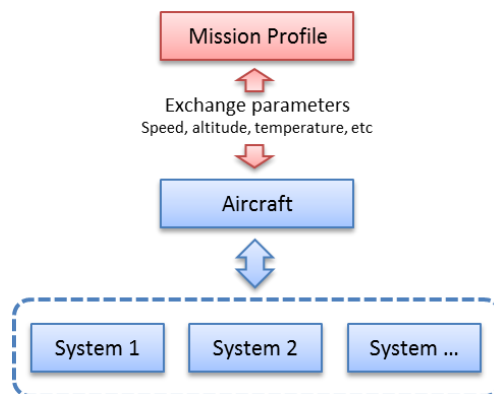 Mission Profile
Exchange parameters
Speed, altitude, temperature, etc
Aircraft
System 1
System 2
System ...